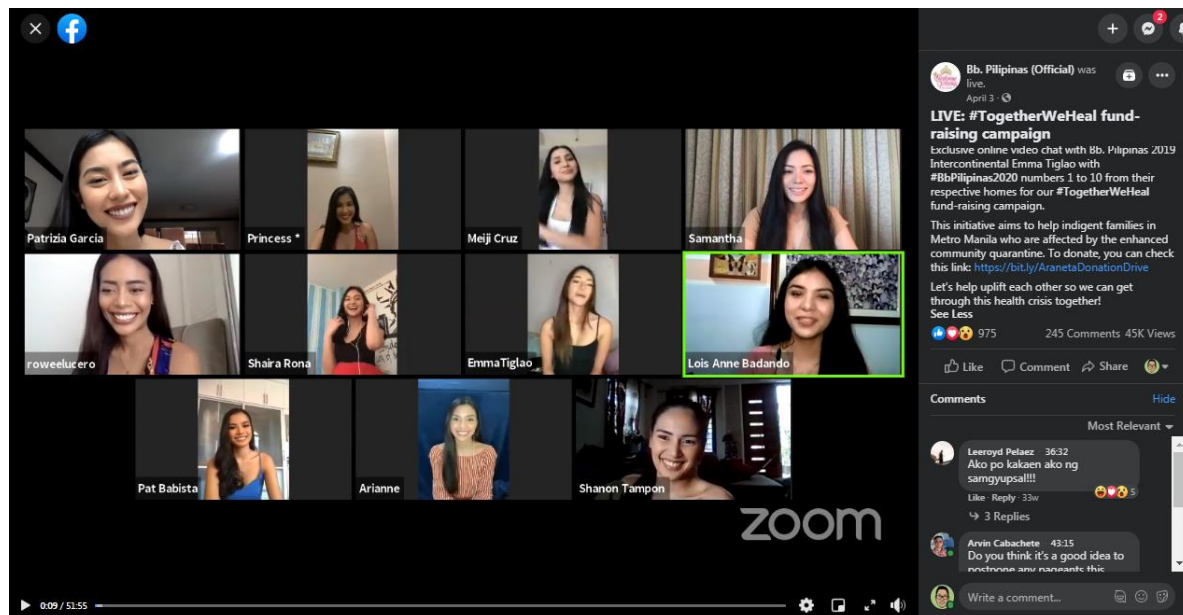 2
Bb. Pilipinas (Official) was
live.
April 3
LIVE: #TogetherWeHeal fund-
raising campaign
Exclusive online video chat with Bb. Pilipinas 2019
Intercontinental Emma Tiglao with
#BbPilipinas2020 numbers 1 to 10 from their
respective homes for our #TogetherWeHeal
fund-raising campaign.
This initiative aims to help indigent families in
Metro Manila who are affected by the enhanced
community quarantine. To donate, you can check
this link: https://bit.ly/AranetaDonationDrive
Let's help uplift each other so we can get
through this health crisis together!
See Less
975 245 Comments 45K Views
Like Comment Share
Comments Hide
Most Relevant
Leeroyd Pelaez 36:32
Ako po kakaen ako ng
samgyupsal!!!
5
Like · Reply · 33w
3 Replies
Arvin Cabachete 43:15
Do you think it's a good idea to
postpone any pageants this
Write a comment...
Patrizia Garcia
Princess *
Meiji Cruz
Samantha
roweelucero
Shaira Rona
EmmaTiglao
Lois Anne Badando
Pat Babista
Arianne
Shanon Tampon
zoom
0:09 / 51:55